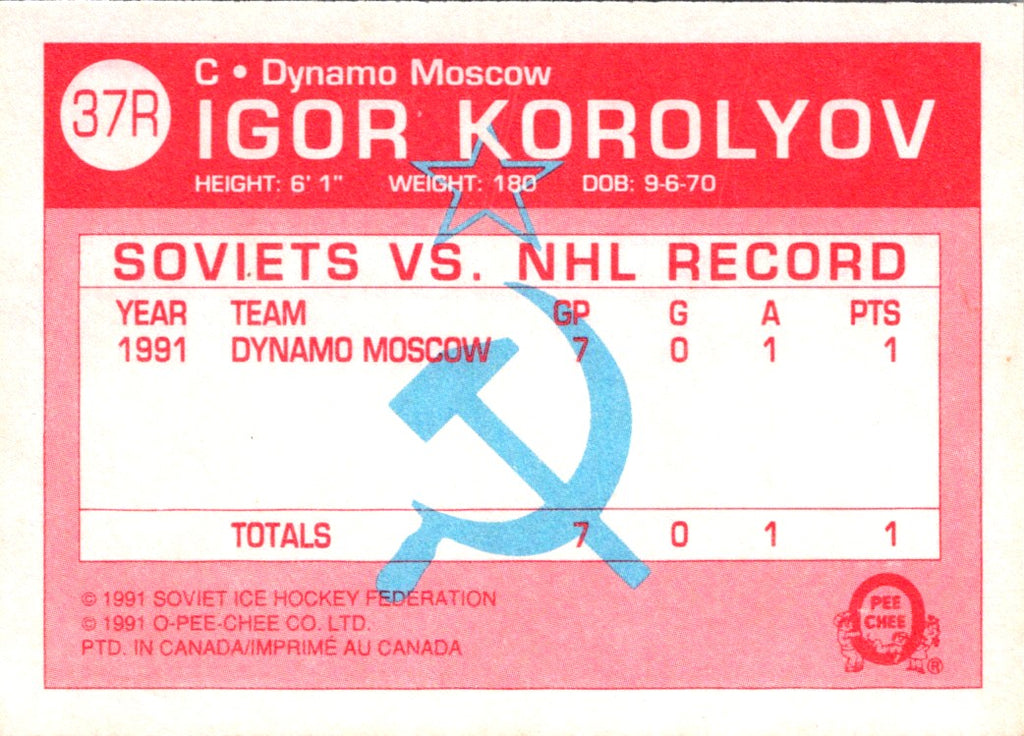 37R
C • Dynamo Moscow
IGOR KOROLYOV
HEIGHT: 6' 1" WEIGHT: 180 DOB: 9-6-70
SOVIETS VS. NHL RECORD
YEAR TEAM GP G A PTS
1991 DYNAMO MOSCOW 7 0 1 1
TOTALS 7 0 1 1
© 1991 SOVIET ICE HOCKEY FEDERATION
© 1991 O-PEE-CHEE CO. LTD.
PTD. IN CANADA/IMPRIMÉ AU CANADA
PEE
CHEE
®